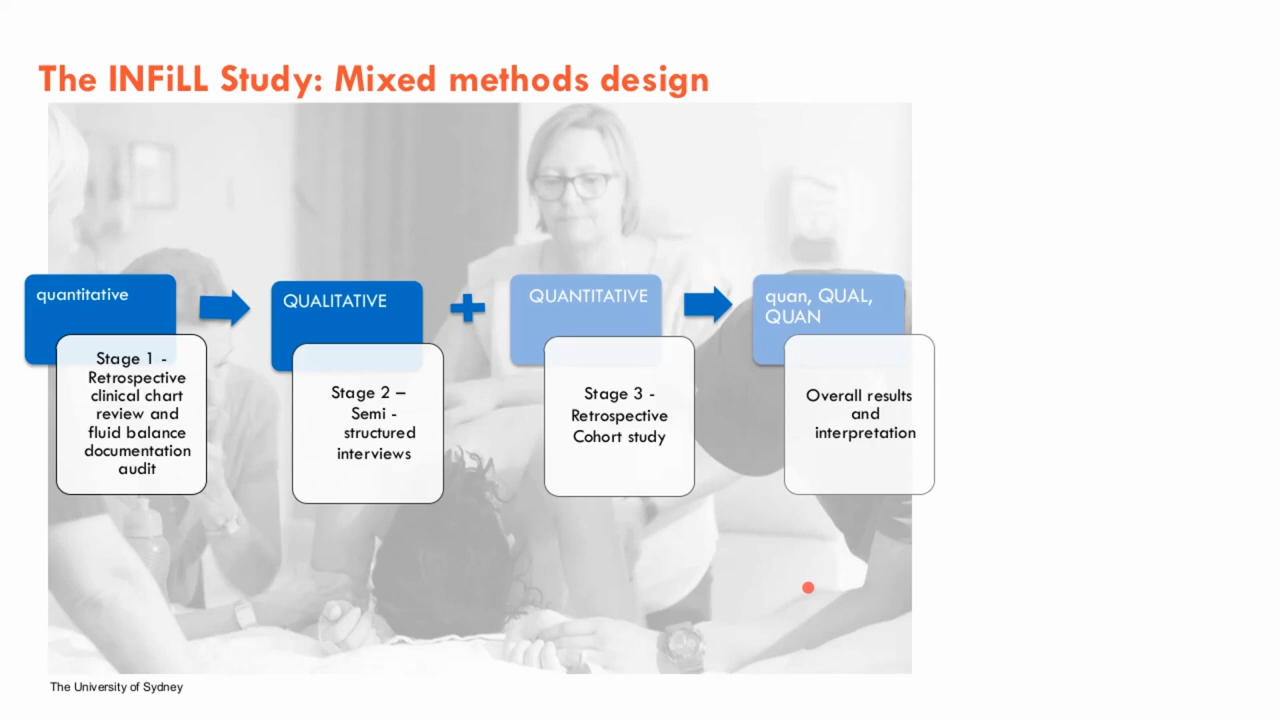 The INFiLL Study: Mixed methods design
quantitative
Stage 1 -
Retrospective
clinical chart
review and
fluid balance
documentation
audit
QUALITATIVE
Stage 2 –
Semi -
structured
interviews
QUANTITATIVE
Stage 3 -
Retrospective
Cohort study
quan, QUAL,
QUAN
Overall results
and
interpretation
The University of Sydney